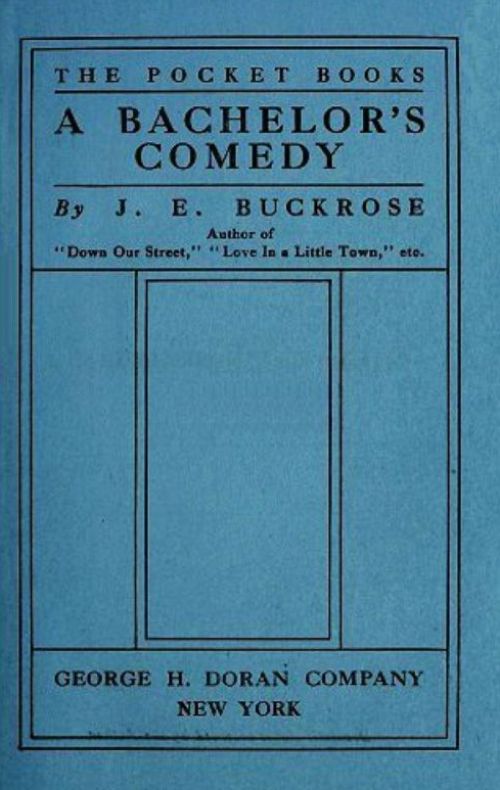 THE POCKET BOOKS
A BACHELOR'S
COMEDY
By J. E. BUCKROSE
Author of
"Down Our Street," "Love In a Little Town," etc.
GEORGE H. DORAN COMPANY
NEW YORK